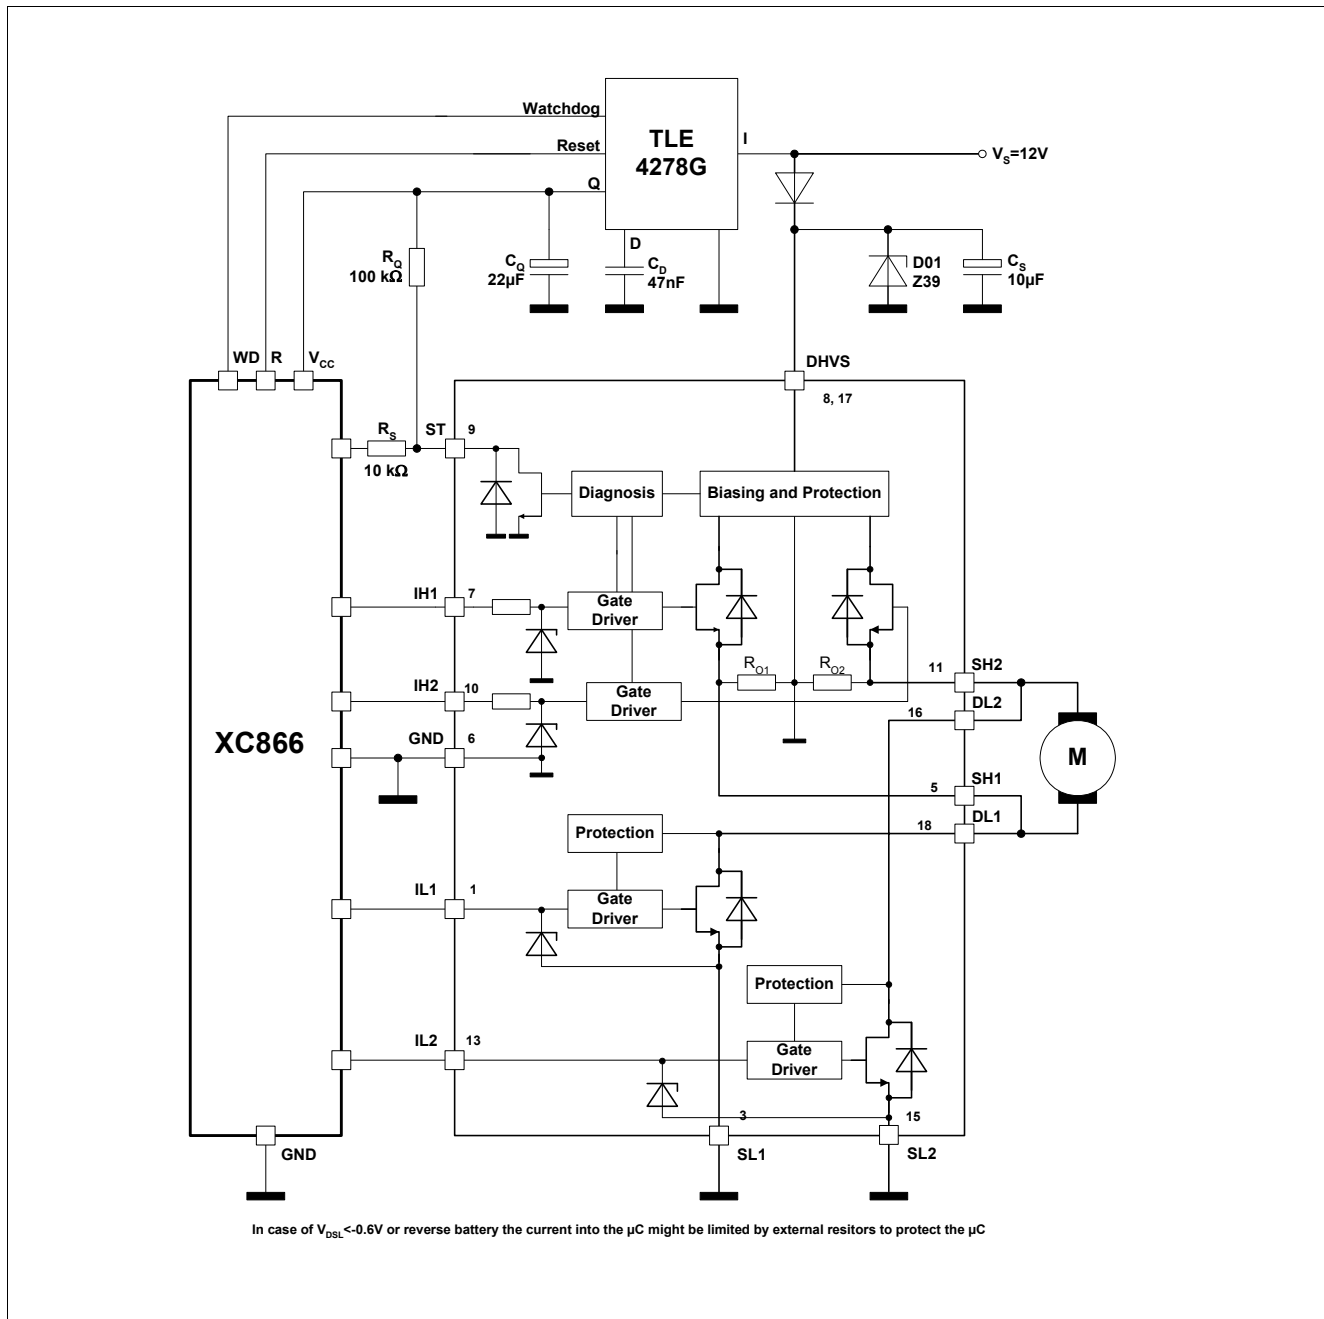 Watchdog
Reset
Q
TLE
4278G
I
V_S=12V
D
R_Q
100 kΩ
C_Q
22µF
C_D
47nF
D01
Z39
C_S
10µF
WD R V_CC
DHVS
8, 17
R_S
10 kΩ
ST 9
Diagnosis
Biasing and Protection
IH1 7
Gate
Driver
R_O1
R_O2
11 SH2
IH2 10
Gate
Driver
16 DL2
XC866
GND 6
M
5 SH1
18 DL1
Protection
IL1 1
Gate
Driver
Protection
IL2 13
Gate
Driver
3
15
GND
SL1
SL2
In case of V_DSL<-0.6V or reverse battery the current into the µC might be limited by external resitors to protect the µC